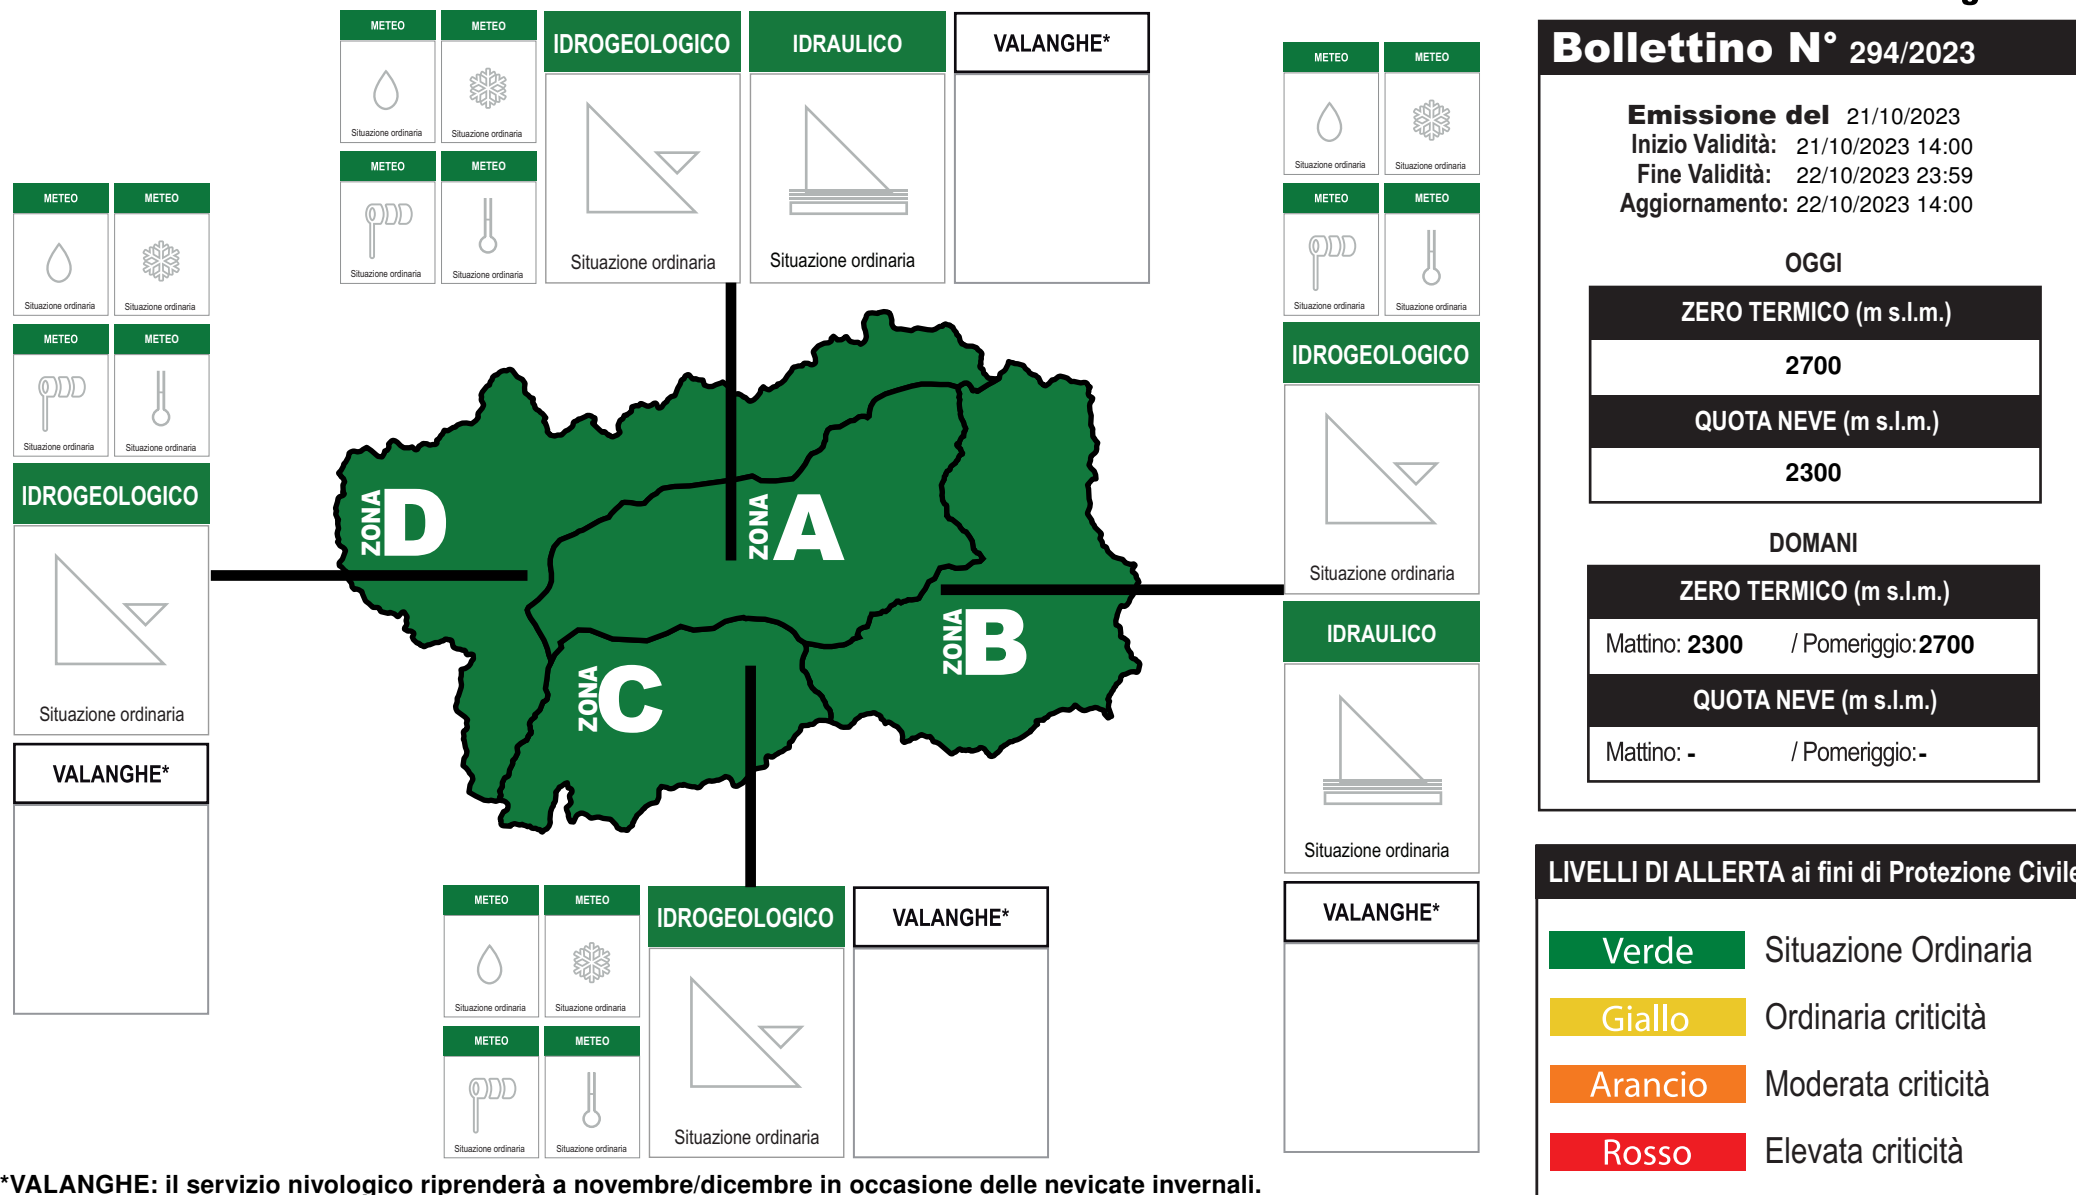 METEO METEO
Situazione ordinaria Situazione ordinaria
METEO METEO
Situazione ordinaria Situazione ordinaria
IDROGEOLOGICO
Situazione ordinaria
IDRAULICO
Situazione ordinaria
VALANGHE*
METEO METEO
Situazione ordinaria Situazione ordinaria
METEO METEO
Situazione ordinaria Situazione ordinaria
IDROGEOLOGICO
Situazione ordinaria
VALANGHE*
ZONA D
ZONA A
ZONA B
ZONA C
METEO METEO
Situazione ordinaria Situazione ordinaria
METEO METEO
Situazione ordinaria Situazione ordinaria
IDROGEOLOGICO
Situazione ordinaria
IDRAULICO
Situazione ordinaria
VALANGHE*
METEO METEO
Situazione ordinaria Situazione ordinaria
METEO METEO
Situazione ordinaria Situazione ordinaria
IDROGEOLOGICO
Situazione ordinaria
VALANGHE*
*VALANGHE: il servizio nivologico riprenderà a novembre/dicembre in occasione delle nevicate invernali.
Bollettino N° 294/2023
Emissione del 21/10/2023
Inizio Validità: 21/10/2023 14:00
Fine Validità: 22/10/2023 23:59
Aggiornamento: 22/10/2023 14:00
OGGI
ZERO TERMICO (m s.l.m.)
2700
QUOTA NEVE (m s.l.m.)
2300
DOMANI
ZERO TERMICO (m s.l.m.)
Mattino: 2300 / Pomeriggio: 2700
QUOTA NEVE (m s.l.m.)
Mattino: - / Pomeriggio: -
LIVELLI DI ALLERTA ai fini di Protezione Civile
Verde Situazione Ordinaria
Giallo Ordinaria criticità
Arancio Moderata criticità
Rosso Elevata criticità